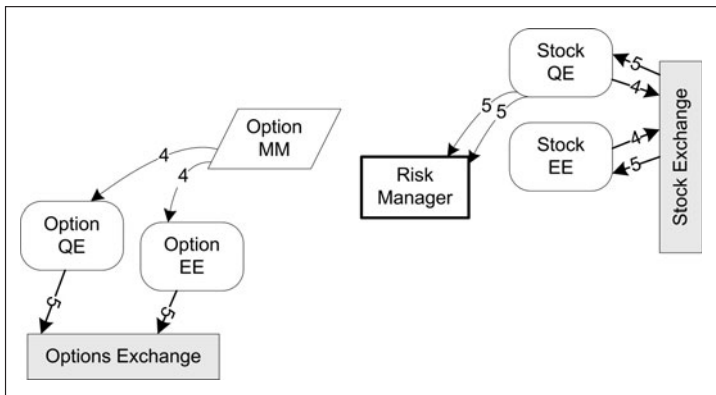 Stock
QE
5
4
Option
MM
4
4
5
5
Stock
EE
4
5
Stock Exchange
Risk
Manager
Option
QE
Option
EE
5
5
Options Exchange